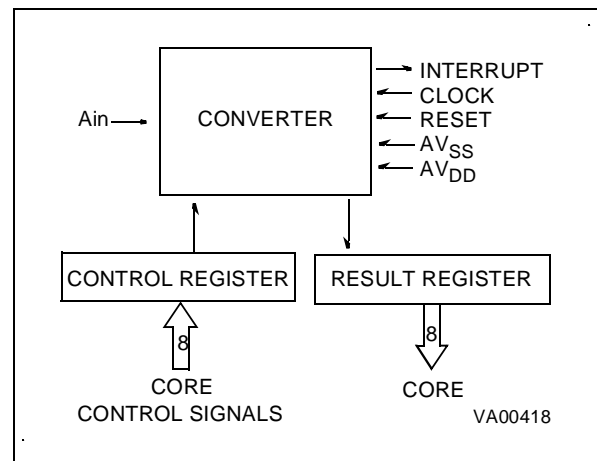 INTERRUPT
CLOCK
Ain
CONVERTER
RESET
AVSS
AVDD
CONTROL REGISTER
RESULT REGISTER
8
8
CORE
CONTROL SIGNALS
CORE
VA00418